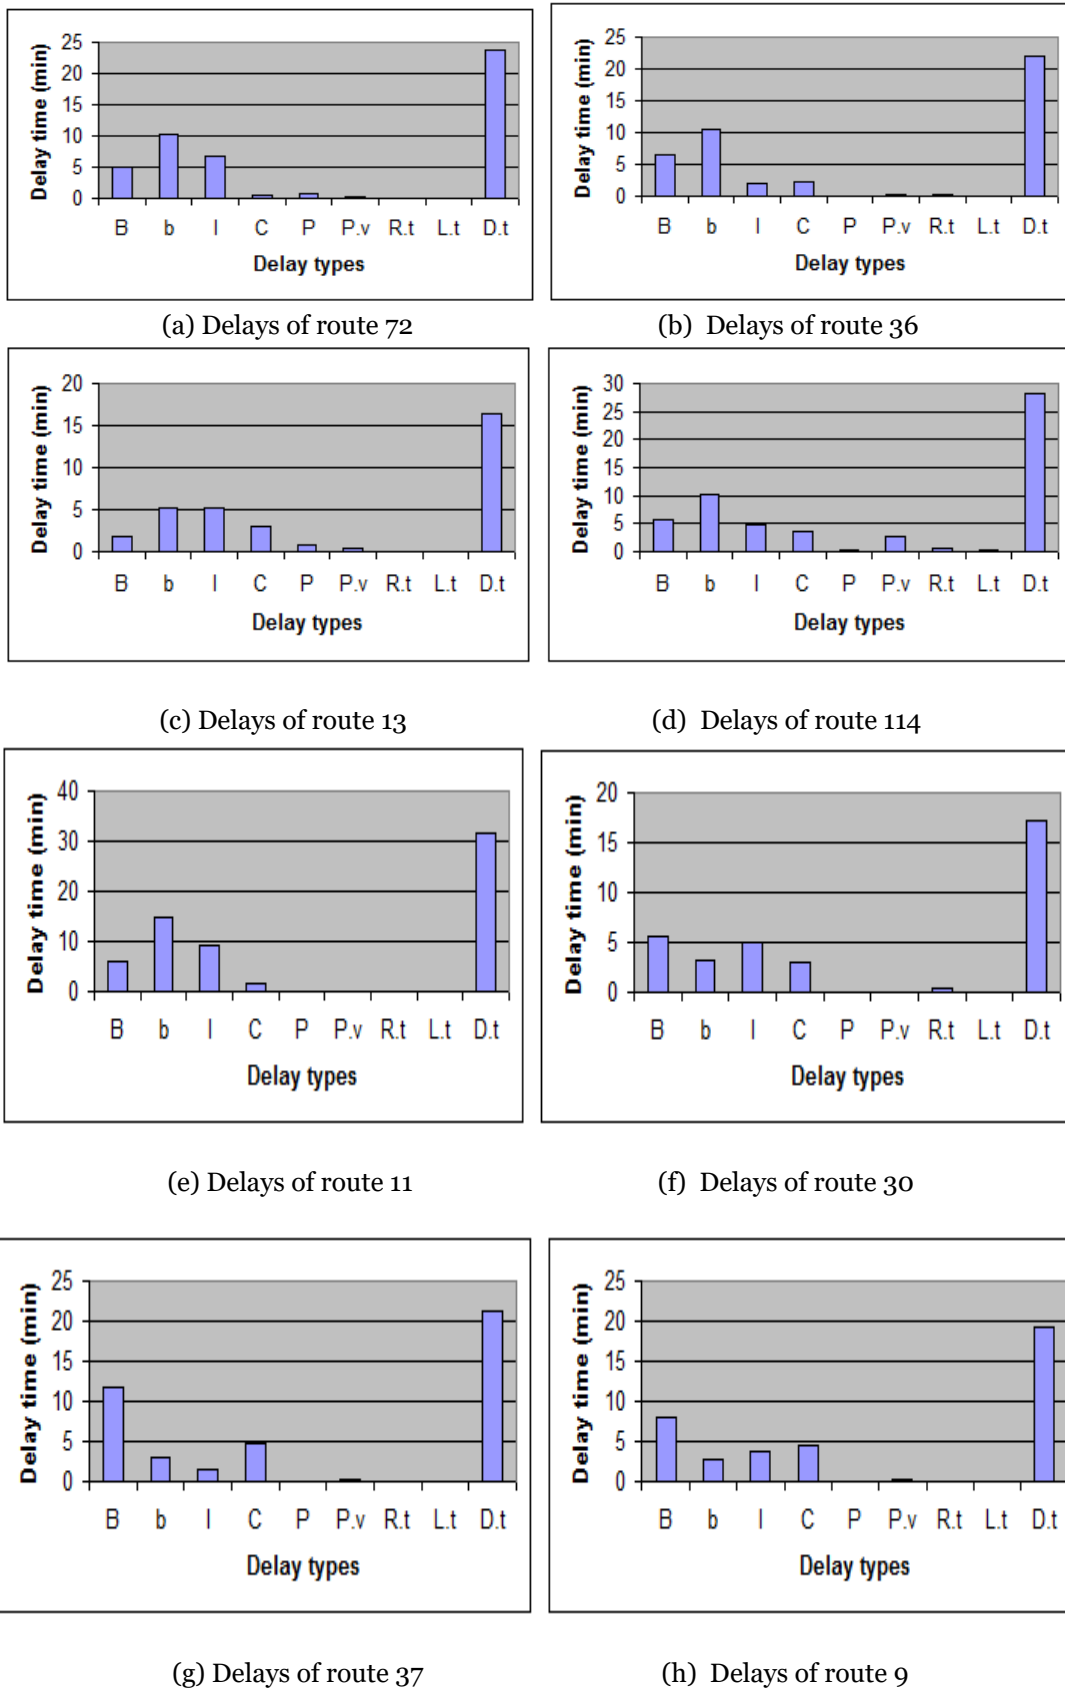 Delay time (min)
25
20
15
10
5
0
B b I C P P.v R.t L.t D.t
Delay types
(a) Delays of route 72
Delay time (min)
25
20
15
10
5
0
B b I C P P.v R.t L.t D.t
Delay types
(b) Delays of route 36
Delay time (min)
20
15
10
5
0
B b I C P P.v R.t L.t D.t
Delay types
(c) Delays of route 13
Delay time (min)
30
25
20
15
10
5
0
B b I C P P.v R.t L.t D.t
Delay types
(d) Delays of route 114
Delay time (min)
40
30
20
10
0
B b I C P P.v R.t L.t D.t
Delay types
(e) Delays of route 11
Delay time (min)
20
15
10
5
0
B b I C P P.v R.t L.t D.t
Delay types
(f) Delays of route 30
Delay time (min)
25
20
15
10
5
0
B b I C P P.v R.t L.t D.t
Delay types
(g) Delays of route 37
Delay time (min)
25
20
15
10
5
0
B b I C P P.v R.t L.t D.t
Delay types
(h) Delays of route 9